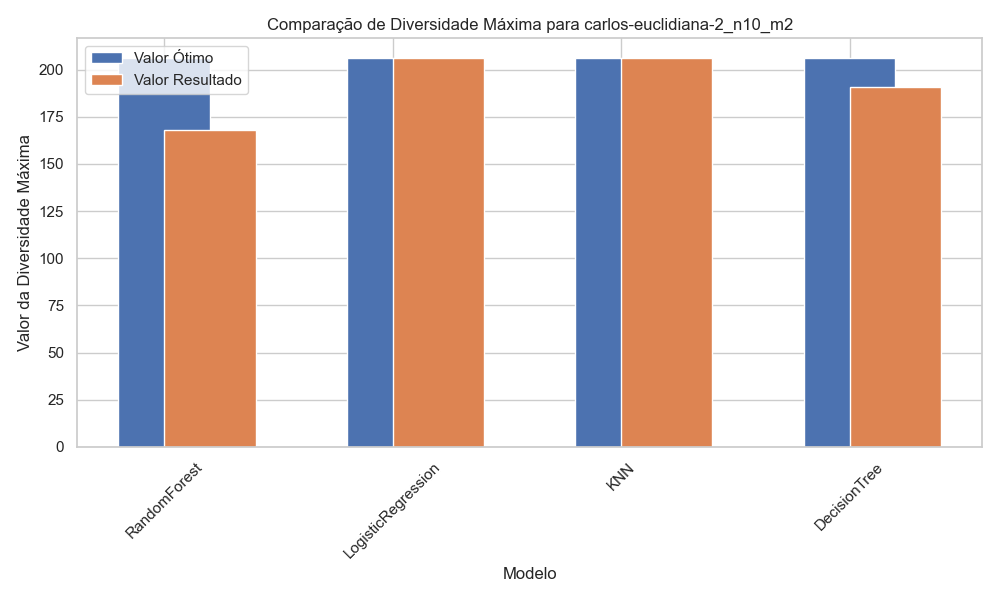 Comparação de Diversidade Máxima para carlos-euclidiana-2_n10_m2
Valor Ótimo
Valor Resultado
Valor da Diversidade Máxima
200
175
150
125
100
75
50
25
0
RandomForest
LogisticRegression
KNN
DecisionTree
Modelo